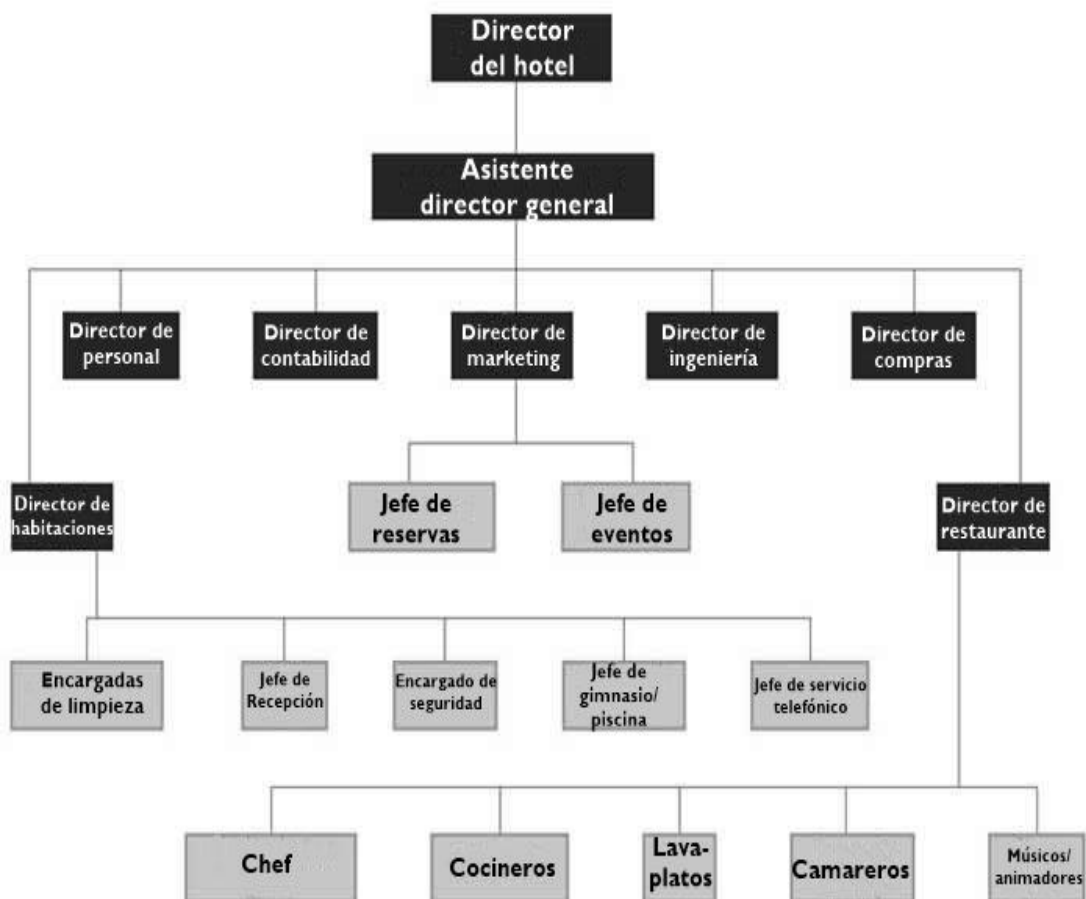 Director
del hotel
Asistente
director general
Director de
personal
Director de
contabilidad
Director de
marketing
Director de
ingeniería
Director de
compras
Director de
habitaciones
Jefe de
reservas
Jefe de
eventos
Director de
restaurante
Encargadas
de limpieza
Jefe de
Recepción
Encargado de
seguridad
Jefe de
gimnasio/
piscina
Jefe de servicio
telefónico
Chef
Cocineros
Lava-
platos
Camareros
Músicos/
animadores